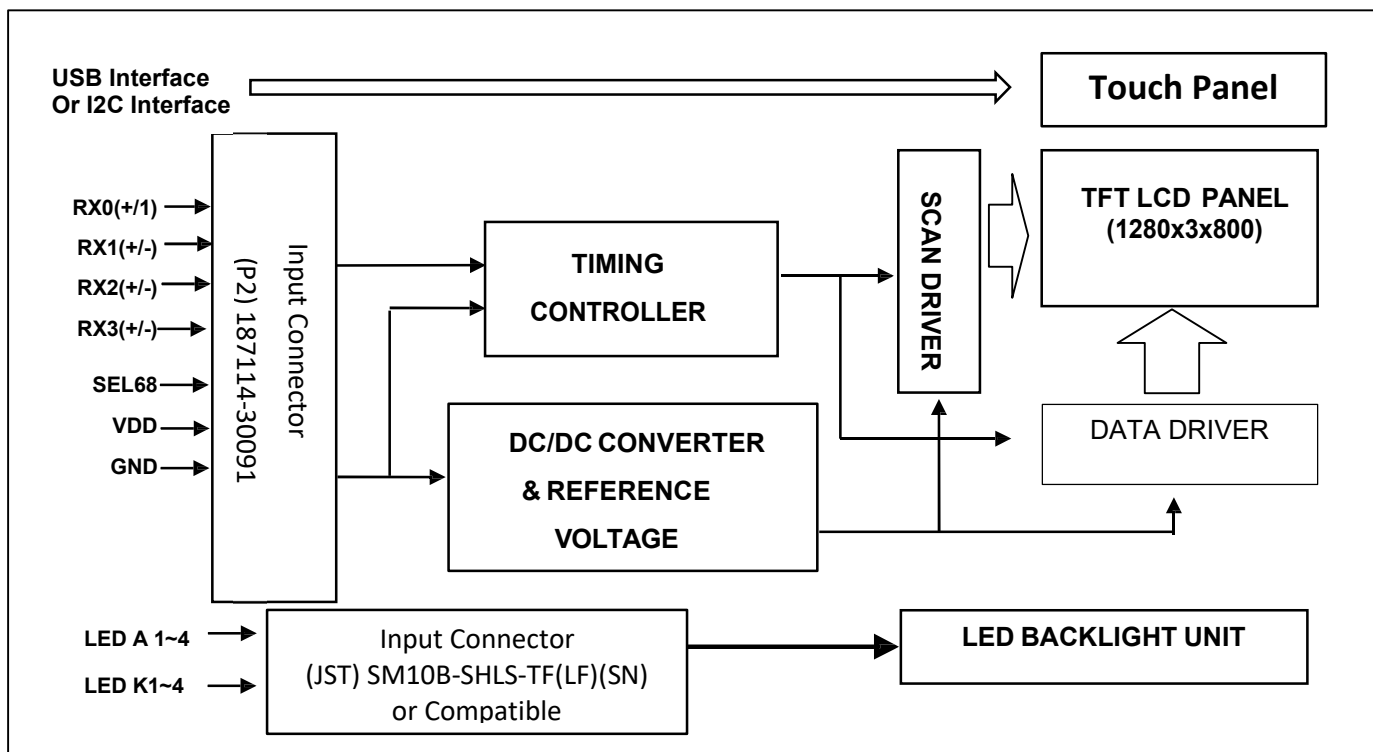 USB Interface
Or I2C Interface
Touch Panel
RX0(+/1)
RX1(+/-)
RX2(+/-)
RX3(+/-)
SEL68
VDD
GND
Input Connector
(P2) 187114-30091
TIMING
CONTROLLER
DC/DC CONVERTER
& REFERENCE
VOLTAGE
SCAN DRIVER
TFT LCD PANEL
(1280x3x800)
DATA DRIVER
LED A 1~4
LED K1~4
Input Connector
(JST) SM10B-SHLS-TF(LF)(SN)
or Compatible
LED BACKLIGHT UNIT